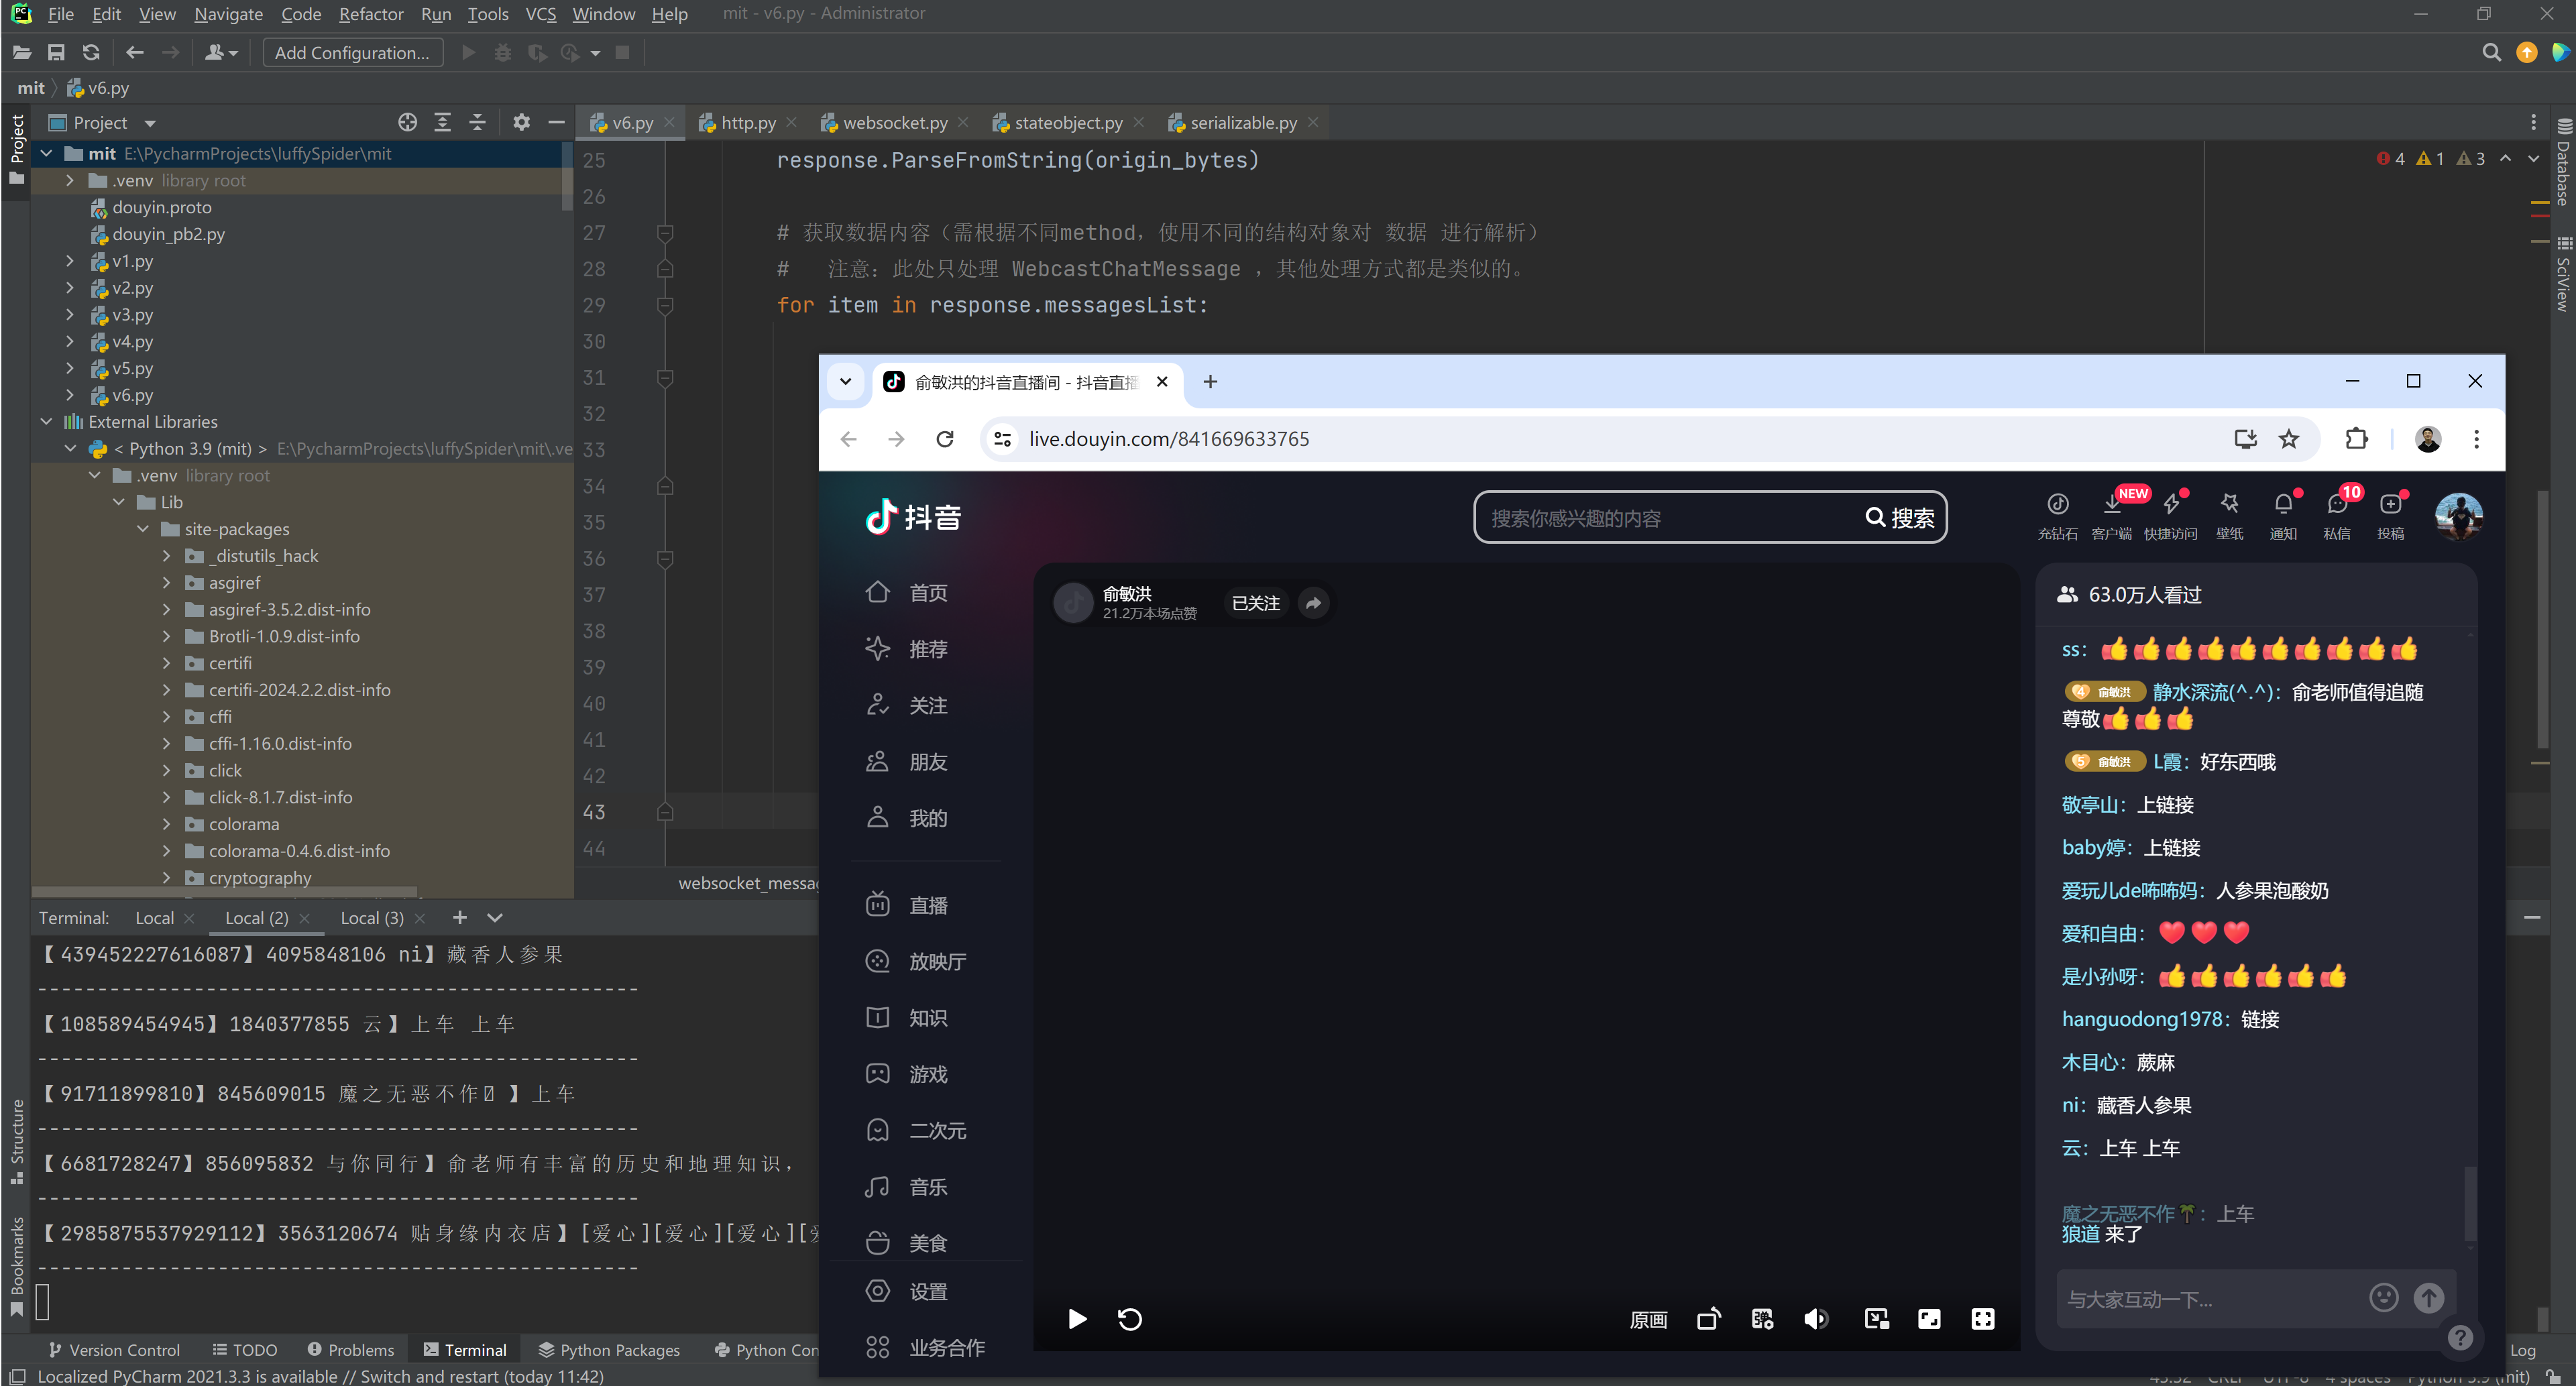 File Edit View Navigate Code Refactor Run Tools VCS Window Help mit - v6.py - Administrator
Add Configuration...
mit v6.py
Project
Project
v6.py http.py websocket.py stateobject.py serializable.py
mit E:\PycharmProjects\luffySpider\mit
.venv library root
douyin.proto
douyin_pb2.py
v1.py
v2.py
v3.py
v4.py
v5.py
v6.py
External Libraries
< Python 3.9 (mit) > E:\PycharmProjects\luffySpider\mit\.ve
.venv library root
Lib
site-packages
_distutils_hack
asgiref
asgiref-3.5.2.dist-info
Brotli-1.0.9.dist-info
certifi
certifi-2024.2.2.dist-info
cffi
cffi-1.16.0.dist-info
click
click-8.1.7.dist-info
colorama
colorama-0.4.6.dist-info
cryptography
25 response.ParseFromString(origin_bytes)
26
27 # 获取数据内容（需根据不同method，使用不同的结构对象对 数据 进行解析）
28 #   注意：此处只处理 WebcastChatMessage ，其他处理方式都是类似的。
29 for item in response.messagesList:
30
31
32
33
34
35
36
37
38
39
40
41
42
43
44
4 1 3
Database
SciView
websocket_messag
俞敏洪的抖音直播间 - 抖音直播
live.douyin.com/841669633765
抖音
搜索你感兴趣的内容 搜索
NEW 10
充钻石 客户端 快捷访问 壁纸 通知 私信 投稿
首页
推荐
关注
朋友
我的
直播
放映厅
知识
游戏
二次元
音乐
美食
设置
业务合作
俞敏洪
21.2万本场点赞
已关注
原画
63.0万人看过
ss：👍👍👍👍👍👍👍👍👍👍
4 俞敏洪 静水深流(^.^)：俞老师值得追随
尊敬👍👍👍
5 俞敏洪 L霞：好东西哦
敬亭山：上链接
baby婷：上链接
爱玩儿de咘咘妈：人参果泡酸奶
爱和自由：❤❤❤
是小孙呀：👍👍👍👍👍👍
hanguodong1978：链接
木目心：蕨麻
ni：藏香人参果
云：上车 上车
魔之无恶不作🌴：上车
狼道 来了
与大家互动一下...
Terminal: Local Local (2) Local (3)
【439452227616087】4095848106 ni】藏香人参果
--------------------------------------------------
【108589454945】1840377855 云】上车 上车
--------------------------------------------------
【91711899810】845609015 魔之无恶不作 】上车
--------------------------------------------------
【6681728247】856095832 与你同行】俞老师有丰富的历史和地理知识，
--------------------------------------------------
【2985875537929112】3563120674 贴身缘内衣店】[爱心][爱心][爱心][
--------------------------------------------------
Structure
Bookmarks
Version Control TODO Problems Terminal Python Packages Python Con
Log
Localized PyCharm 2021.3.3 is available // Switch and restart (today 11:42)